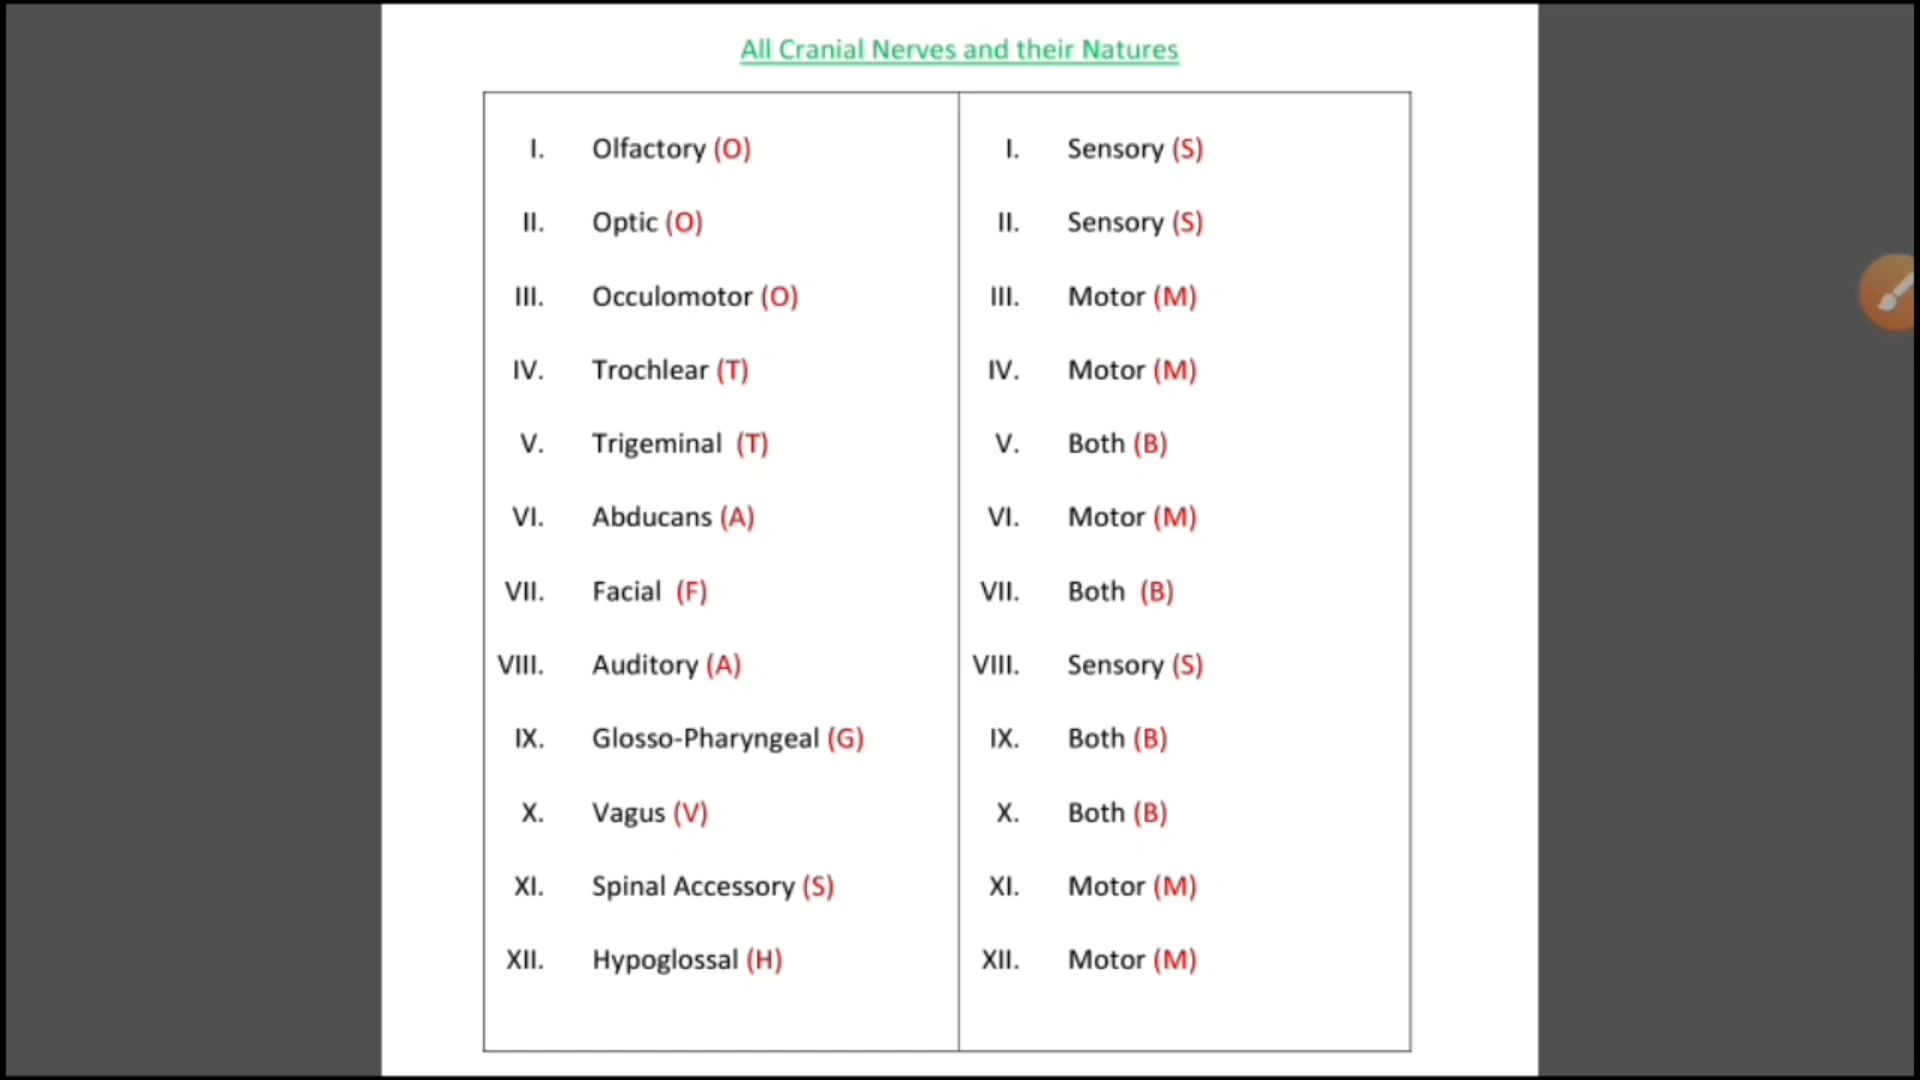 All Cranial Nerves and their Natures
I. Olfactory (O)
II. Optic (O)
III. Occulomotor (O)
IV. Trochlear (T)
V. Trigeminal (T)
VI. Abducans (A)
VII. Facial (F)
VIII. Auditory (A)
IX. Glosso-Pharyngeal (G)
X. Vagus (V)
XI. Spinal Accessory (S)
XII. Hypoglossal (H)
I. Sensory (S)
II. Sensory (S)
III. Motor (M)
IV. Motor (M)
V. Both (B)
VI. Motor (M)
VII. Both (B)
VIII. Sensory (S)
IX. Both (B)
X. Both (B)
XI. Motor (M)
XII. Motor (M)